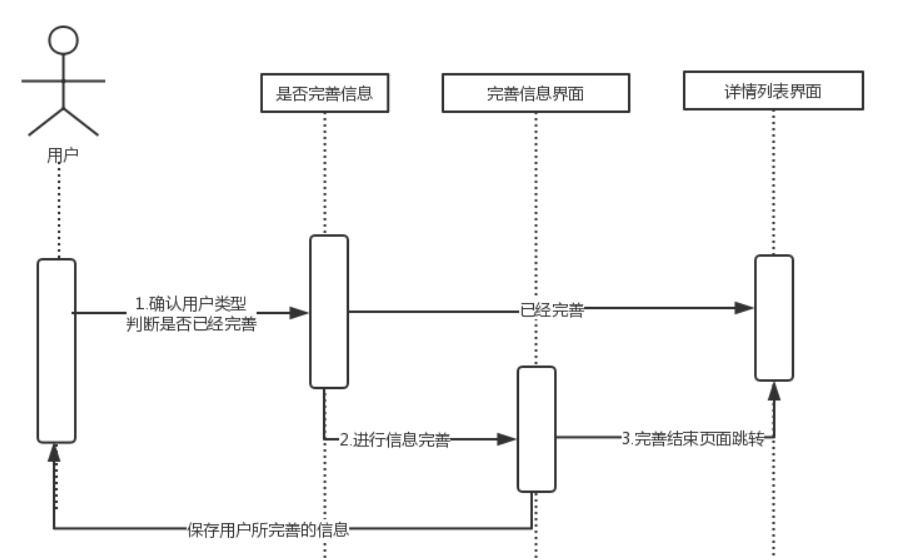 是否完善信息
完善信息界面
详情列表界面
用户
1.确认用户类型
判断是否已经完善
已经完善
2.进行信息完善
3.完善结束页面跳转
保存用户所完善的信息